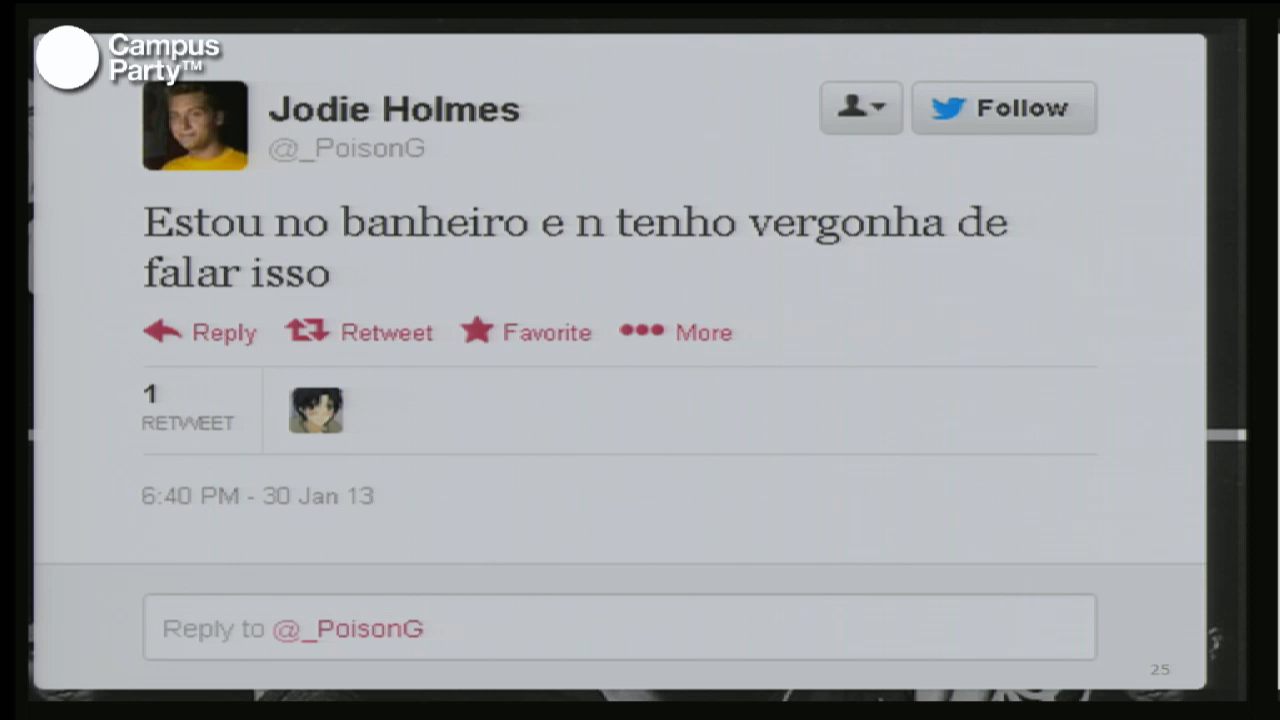 Campus
Party™
Jodie Holmes
@_PoisonG
Follow
Estou no banheiro e n tenho vergonha de
falar isso
Reply Retweet Favorite More
1
RETWEET
6:40 PM - 30 Jan 13
Reply to @_PoisonG
25